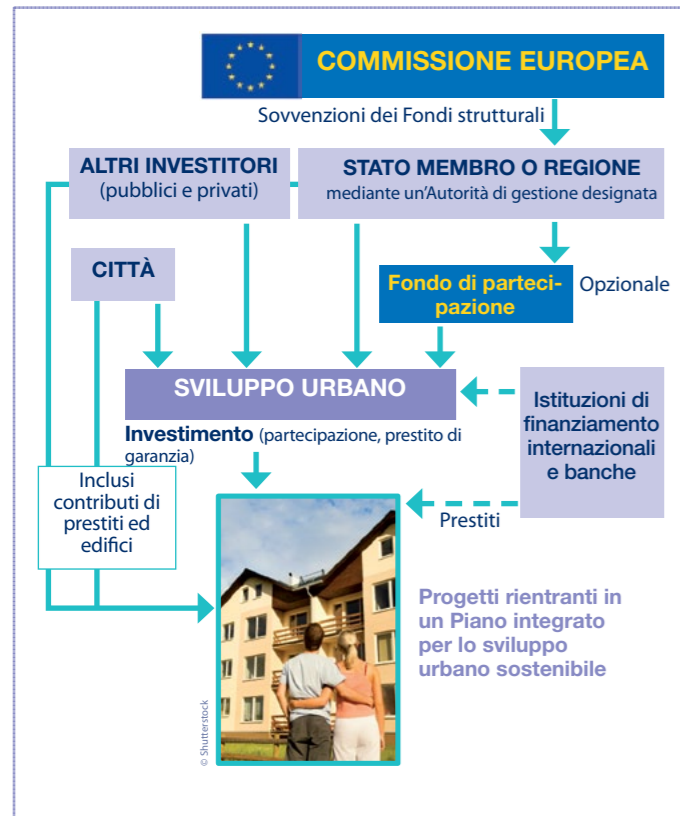 COMMISSIONE EUROPEA
Sovvenzioni dei Fondi strutturali
ALTRI INVESTITORI
(pubblici e privati)
STATO MEMBRO O REGIONE
mediante un'Autorità di gestione designata
CITTÀ
Fondo di parteci-
pazione
Opzionale
SVILUPPO URBANO
Istituzioni di
finanziamento
internazionali
e banche
Investimento (partecipazione, prestito di
garanzia)
Inclusi
contributi di
prestiti ed
edifici
Prestiti
Progetti rientranti in
un Piano integrato
per lo sviluppo
urbano sostenibile
© Shutterstock